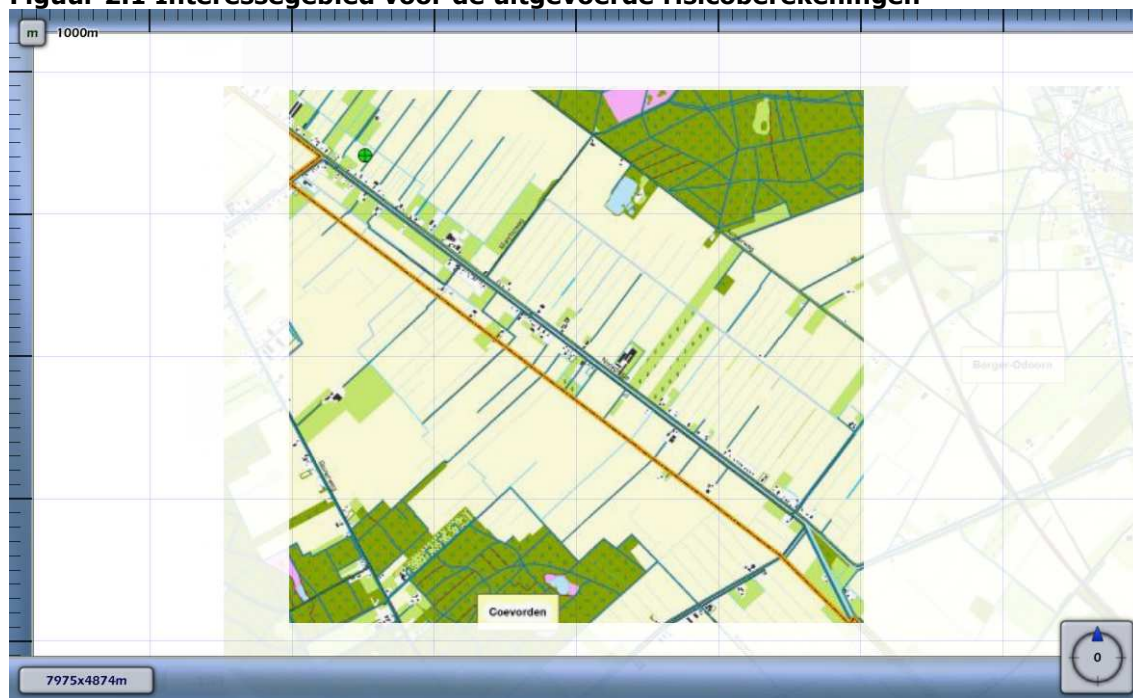 Figuur 2.1 Interessegebied voor de uitgevoerde risicoberekeningen
m 1000m
Borger-Odoorn
Coevorden
0
7975x4874m